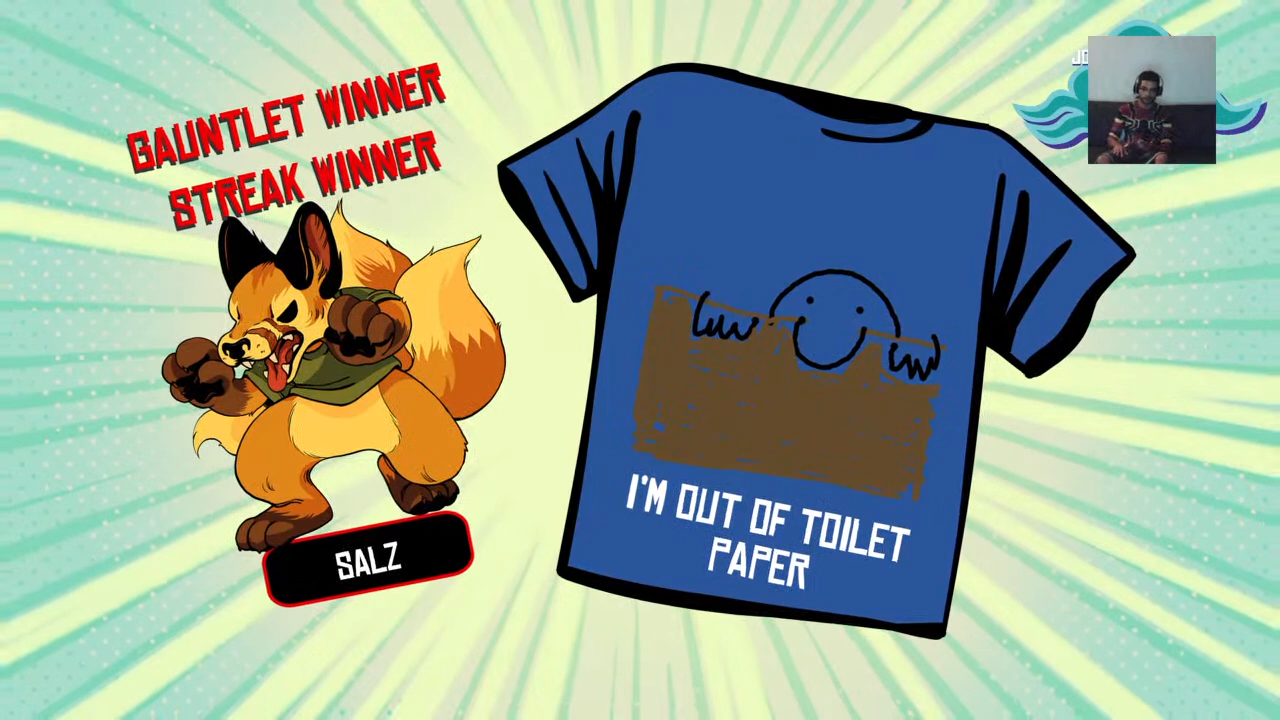 GAUNTLET WINNER
STREAK WINNER
SALZ
I'M OUT OF TOILET
PAPER